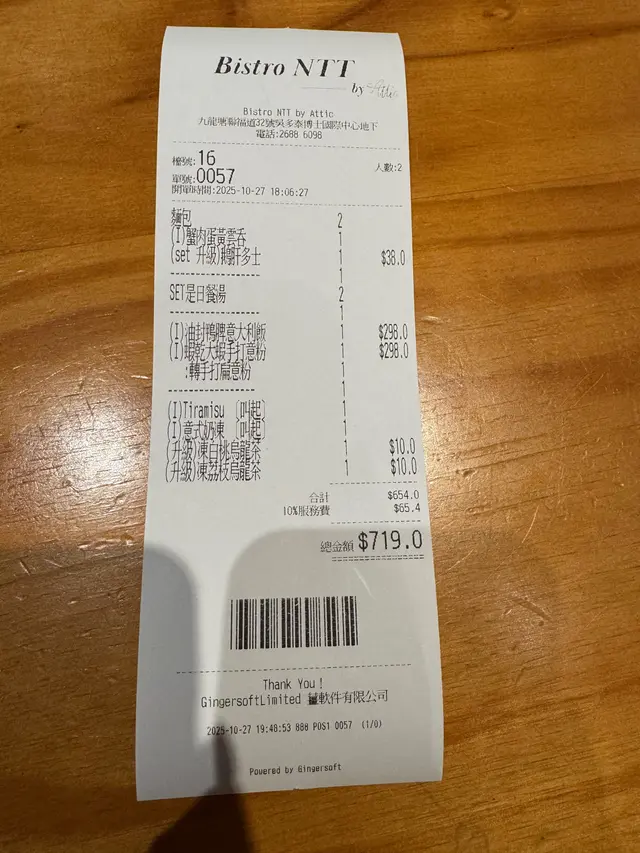 Bistro NTT
by Attic
Bistro NTT by Attic
九龍塘聯福道32號吳多泰博士國際中心地下
電話:2688 6098
檯號:16
人數:2
單號:0057
開單時間:2025-10-27 18:06:27
麵包 2
(I)蟹肉蛋黃雲吞 1
(set 升級)鵝肝多士 1 $38.0
---------------- 1
SET是日餐湯 2
---------------- 1
(I)油封鴨髀意大利飯 1 $298.0
(I)蝦乾大蝦手打意粉 1 $298.0
:轉手打扁意粉 1
---------------- 1
(I)Tiramisu [叫起] 1
(I)意式奶凍 [叫起] 1
(升級)凍白桃烏龍茶 1 $10.0
(升級)凍荔枝烏龍茶 1 $10.0
合計 $654.0
10%服務費 $65.4
總金額 $719.0
Thank You !
GingersoftLimited 軟件有限公司
2025-10-27 19:48:53 888 POS1 0057 (1/0)
Powered by Gingersoft